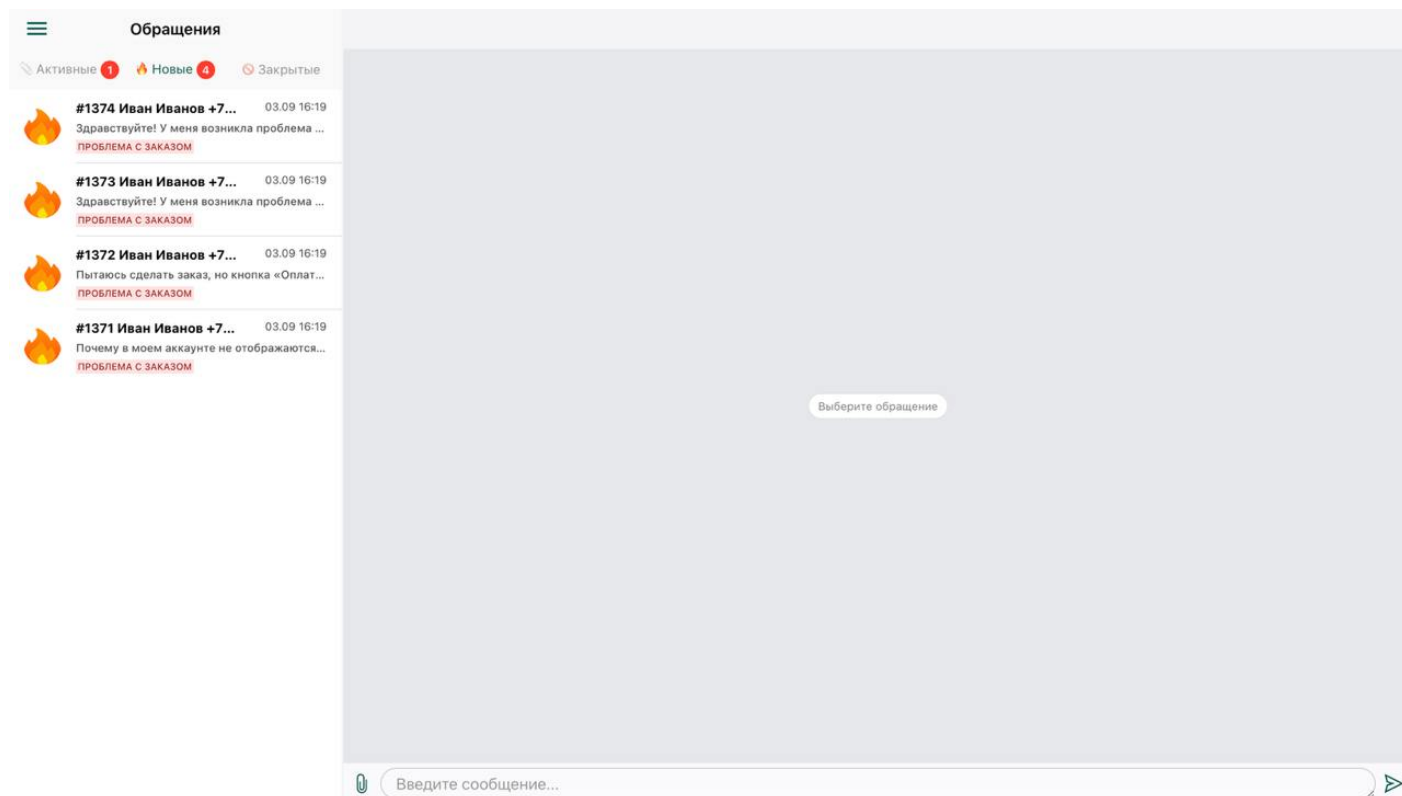 Обращения
Активные 1 Новые 4 Закрытые
#1374 Иван Иванов +7... 03.09 16:19
Здравствуйте! У меня возникла проблема ...
ПРОБЛЕМА С ЗАКАЗОМ
#1373 Иван Иванов +7... 03.09 16:19
Здравствуйте! У меня возникла проблема ...
ПРОБЛЕМА С ЗАКАЗОМ
#1372 Иван Иванов +7... 03.09 16:19
Пытаюсь сделать заказ, но кнопка «Оплат...
ПРОБЛЕМА С ЗАКАЗОМ
#1371 Иван Иванов +7... 03.09 16:19
Почему в моем аккаунте не отображаются...
ПРОБЛЕМА С ЗАКАЗОМ
Выберите обращение
Введите сообщение...